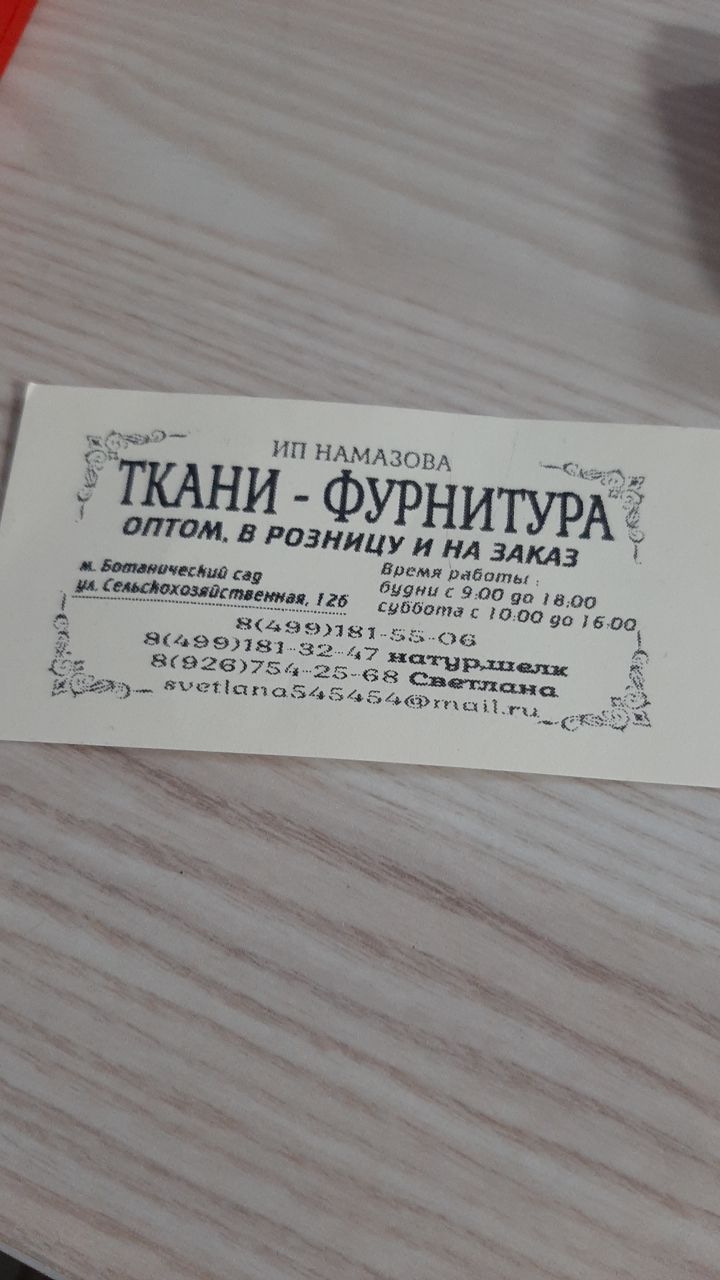 ИП НАМАЗОВА
ТКАНИ - ФУРНИТУРА
ОПТОМ, В РОЗНИЦУ И НА ЗАКАЗ
м. Ботанический сад
ул. Сельскохозяйственная, 12б
Время работы :
будни с 9:00 до 18:00
суббота с 10:00 до 16:00
8(499)181-55-06
8(499)181-32-47 натур.шелк
8(926)754-25-68 Светлана
svetlana545454@mail.ru